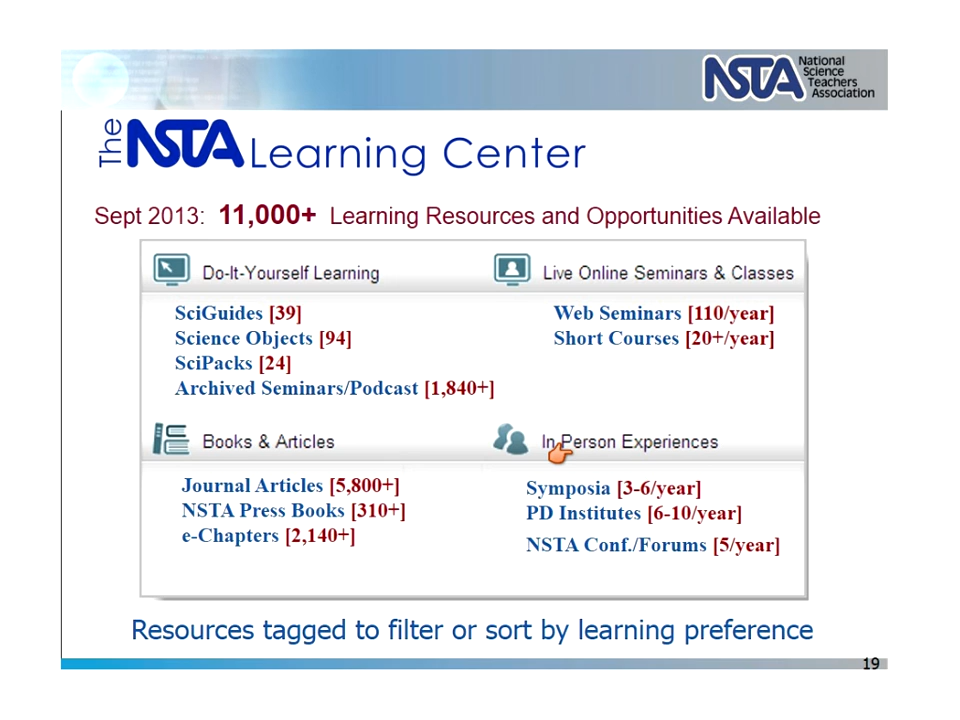 NSTA National
Science
Teachers
Association
The NSTA Learning Center
Sept 2013: 11,000+ Learning Resources and Opportunities Available
Do-It-Yourself Learning
SciGuides [39]
Science Objects [94]
SciPacks [24]
Archived Seminars/Podcast [1,840+]
Live Online Seminars & Classes
Web Seminars [110/year]
Short Courses [20+/year]
Books & Articles
Journal Articles [5,800+]
NSTA Press Books [310+]
e-Chapters [2,140+]
In Person Experiences
Symposia [3-6/year]
PD Institutes [6-10/year]
NSTA Conf./Forums [5/year]
Resources tagged to filter or sort by learning preference
19